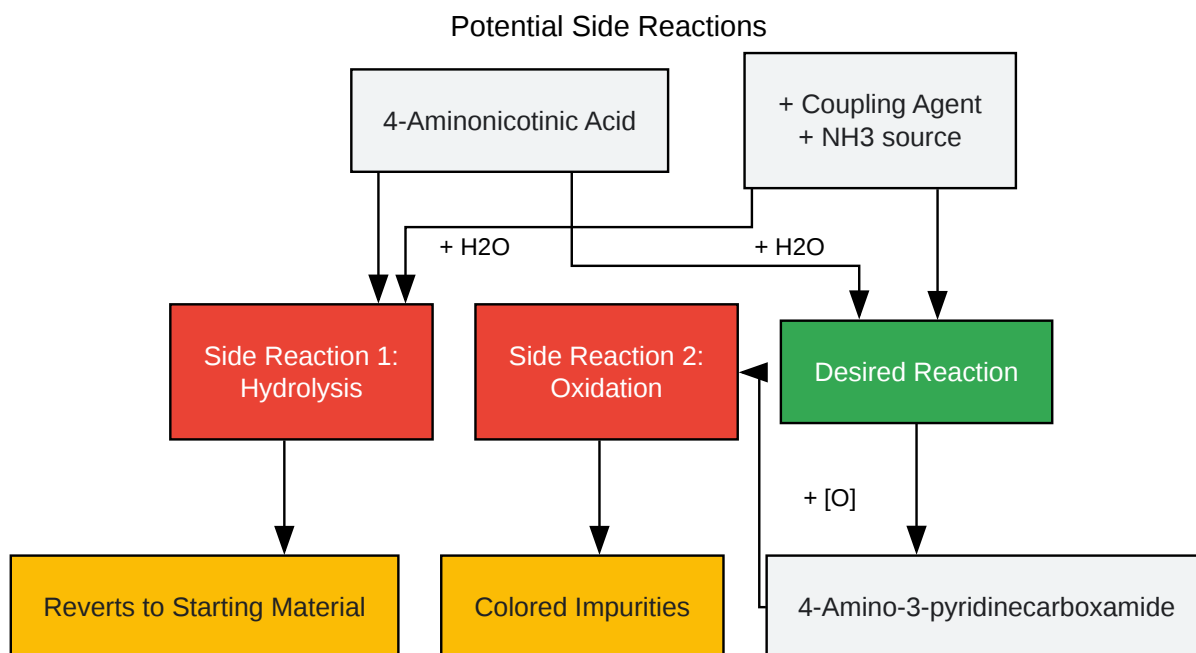 Potential Side Reactions
4-Aminonicotinic Acid
+ Coupling Agent
+ NH3 source
+ H2O
+ H2O
Side Reaction 1:
Hydrolysis
Side Reaction 2:
Oxidation
Desired Reaction
+ [O]
Reverts to Starting Material
Colored Impurities
4-Amino-3-pyridinecarboxamide